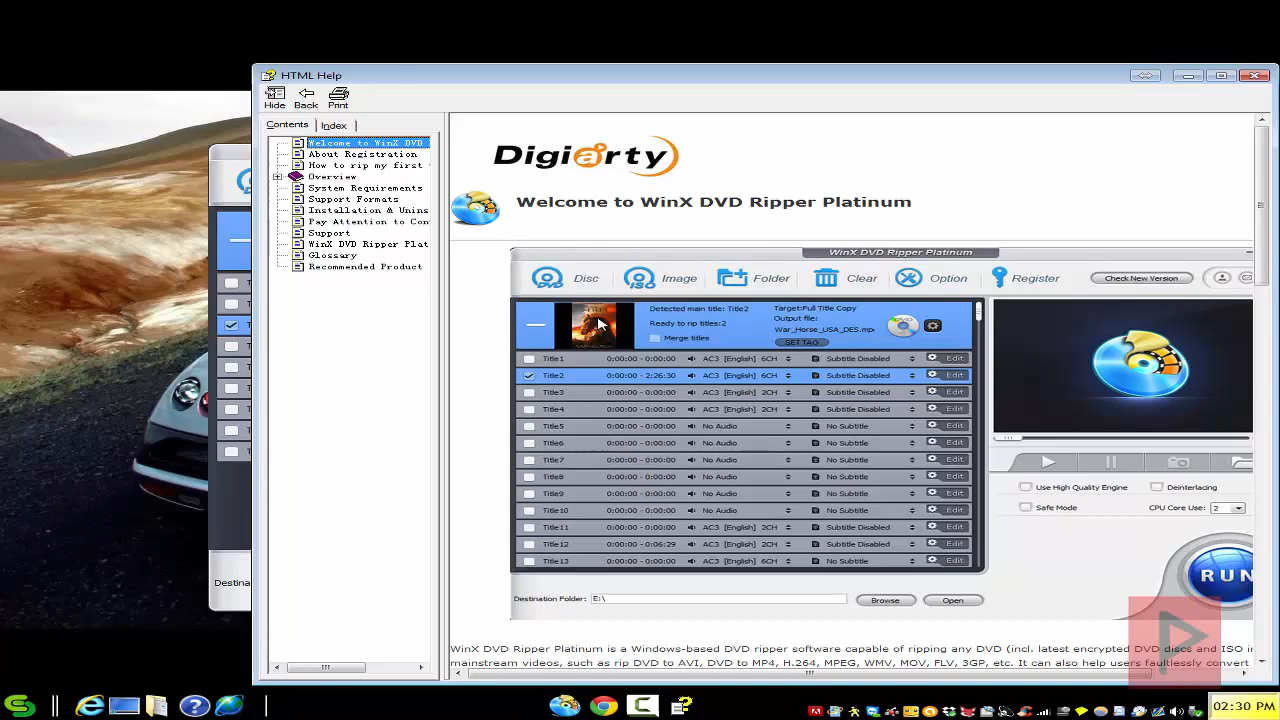 HTML Help
Hide Back Print
Contents Index
Welcome to WinX DVD
About Registration
How to rip my first
Overview
System Requirements
Support Formats
Installation & Unins
Pay Attention to Con
Support
WinX DVD Ripper Plat
Glossary
Recommended Product
Digiarty
Welcome to WinX DVD Ripper Platinum
WinX DVD Ripper Platinum
Disc Image Folder Clear Option Register Check New Version
Detected main title: Title2
Ready to rip titles:2
Merge titles
Target:Full Title Copy
Output file:
War_Horse_USA_DES.mp
SET TAG
Title1 0:00:00 - 0:00:00 AC3 [English] 6CH Subtitle Disabled Edit
Title2 0:00:00 - 2:26:30 AC3 [English] 6CH Subtitle Disabled Edit
Title3 0:00:00 - 0:00:00 AC3 [English] 2CH Subtitle Disabled Edit
Title4 0:00:00 - 0:00:00 AC3 [English] 2CH Subtitle Disabled Edit
Title5 0:00:00 - 0:00:00 No Audio No Subtitle Edit
Title6 0:00:00 - 0:00:00 No Audio No Subtitle Edit
Title7 0:00:00 - 0:00:00 No Audio No Subtitle Edit
Title8 0:00:00 - 0:00:00 No Audio No Subtitle Edit
Title9 0:00:00 - 0:00:00 No Audio No Subtitle Edit
Title10 0:00:00 - 0:00:00 No Audio No Subtitle Edit
Title11 0:00:00 - 0:00:00 AC3 [English] 2CH Subtitle Disabled Edit
Title12 0:00:00 - 0:06:29 AC3 [English] 2CH Subtitle Disabled Edit
Title13 0:00:00 - 0:00:00 AC3 [English] 6CH No Subtitle Edit
Use High Quality Engine Deinterlacing
Safe Mode CPU Core Use: 2
RUN
Destination Folder: E:\ Browse Open
WinX DVD Ripper Platinum is a Windows-based DVD ripper software capable of ripping any DVD (incl. latest encrypted DVD discs and ISO i
mainstream videos, such as rip DVD to AVI, DVD to MP4, H.264, MPEG, WMV, MOV, FLV, 3GP, etc. It can also help users faultlessly convert
Destina
02:30 PM